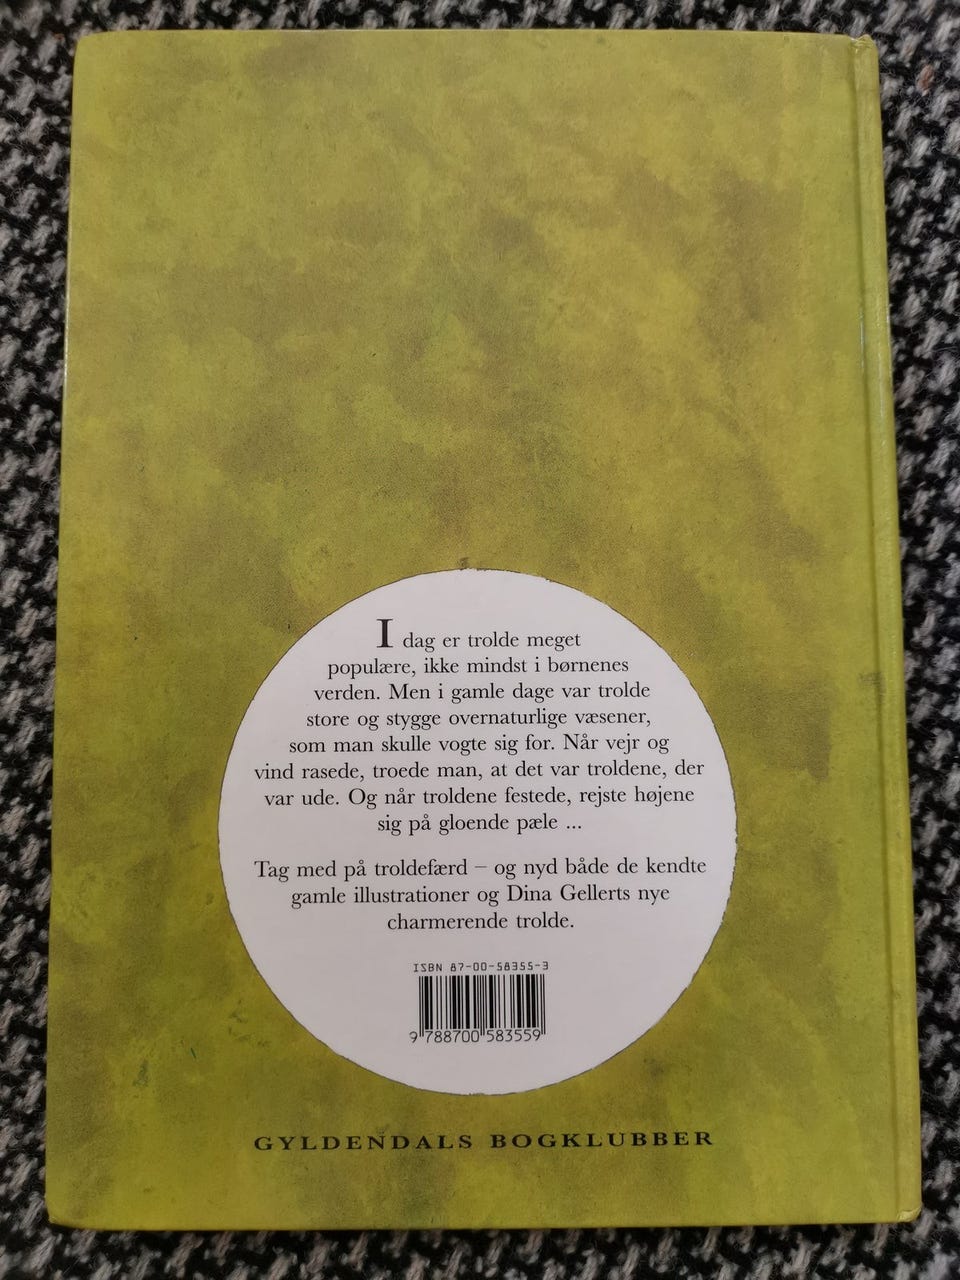 I dag er trolde meget
populære, ikke mindst i børnenes
verden. Men i gamle dage var trolde
store og stygge overnaturlige væsener,
som man skulle vogte sig for. Når vejr og
vind rasede, troede man, at det var troldene, der
var ude. Og når troldene festede, rejste højene
sig på gloende pæle ...
Tag med på troldefærd – og nyd både de kendte
gamle illustrationer og Dina Gellerts nye
charmerende trolde.
ISBN 87-00-58355-3
9 788700 583559
GYLDENDALS BOGKLUBBER